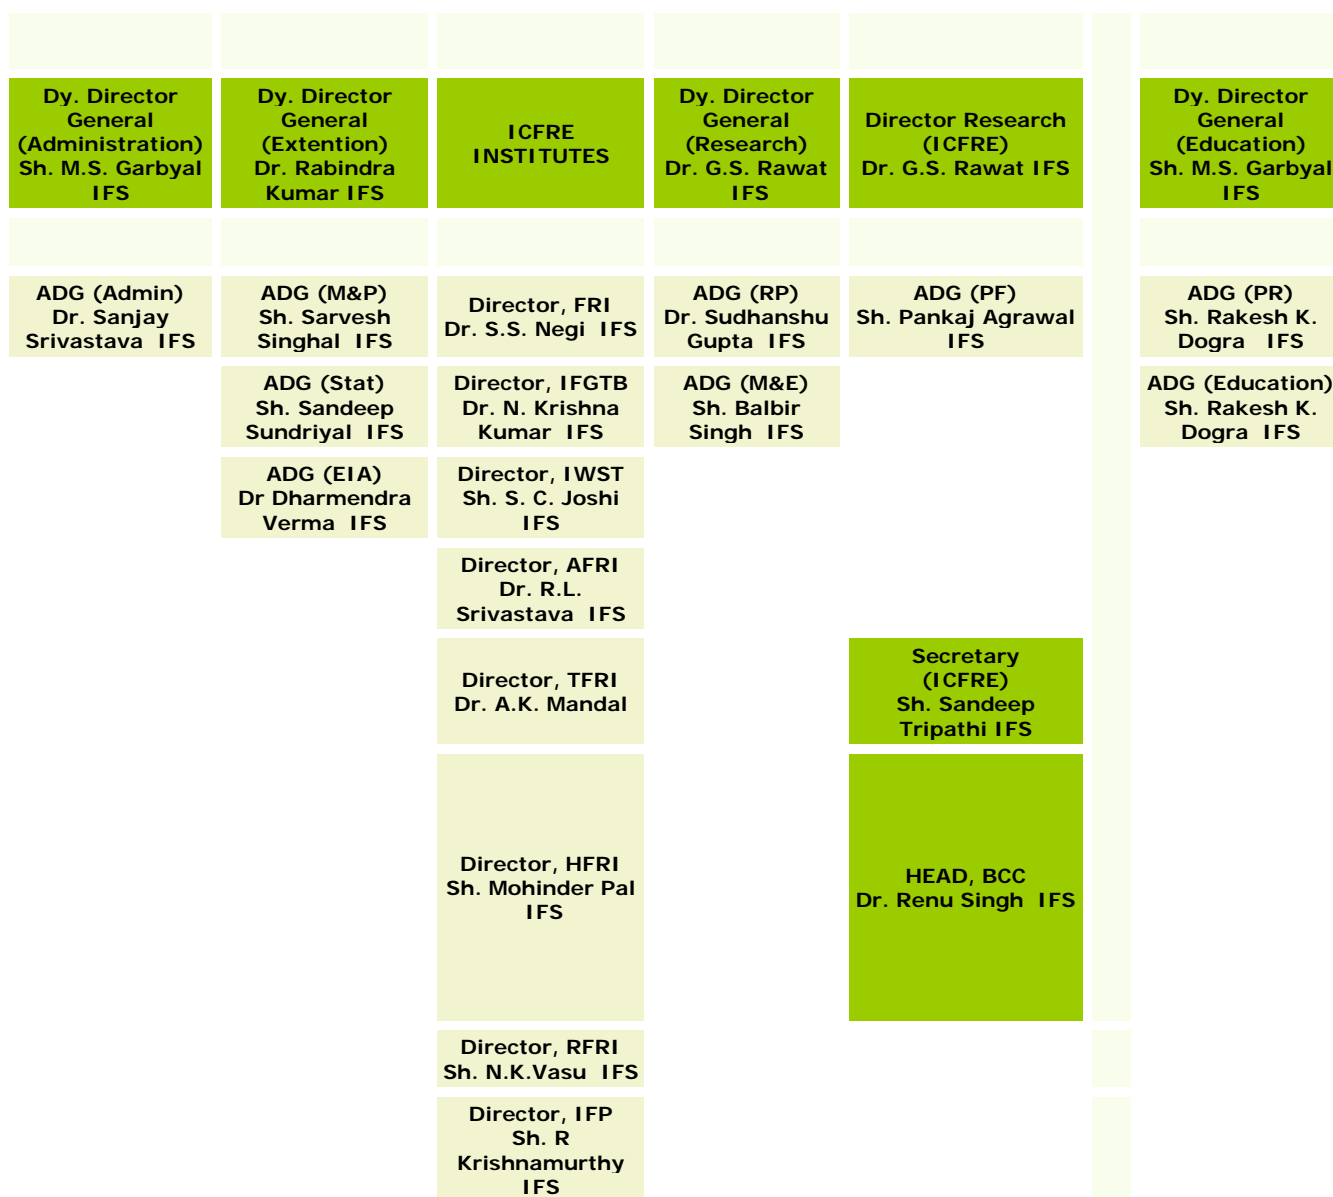 Dy. Director
General
(Administration)
Sh. M.S. Garbyal
IFS
Dy. Director
General
(Extention)
Dr. Rabindra
Kumar IFS
ICFRE
INSTITUTES
Dy. Director
General
(Research)
Dr. G.S. Rawat
IFS
Director Research
(ICFRE)
Dr. G.S. Rawat IFS
Dy. Director
General
(Education)
Sh. M.S. Garbyal
IFS
ADG (Admin)
Dr. Sanjay
Srivastava IFS
ADG (M&P)
Sh. Sarvesh
Singhal IFS
Director, FRI
Dr. S.S. Negi IFS
ADG (RP)
Dr. Sudhanshu
Gupta IFS
ADG (PF)
Sh. Pankaj Agrawal
IFS
ADG (PR)
Sh. Rakesh K.
Dogra IFS
ADG (Stat)
Sh. Sandeep
Sundriyal IFS
Director, IFGTB
Dr. N. Krishna
Kumar IFS
ADG (M&E)
Sh. Balbir
Singh IFS
ADG (Education)
Sh. Rakesh K.
Dogra IFS
ADG (EIA)
Dr Dharmendra
Verma IFS
Director, IWST
Sh. S. C. Joshi
IFS
Director, AFRI
Dr. R.L.
Srivastava IFS
Director, TFRI
Dr. A.K. Mandal
Secretary
(ICFRE)
Sh. Sandeep
Tripathi IFS
Director, HFRI
Sh. Mohinder Pal
IFS
HEAD, BCC
Dr. Renu Singh IFS
Director, RFRI
Sh. N.K.Vasu IFS
Director, IFP
Sh. R
Krishnamurthy
IFS